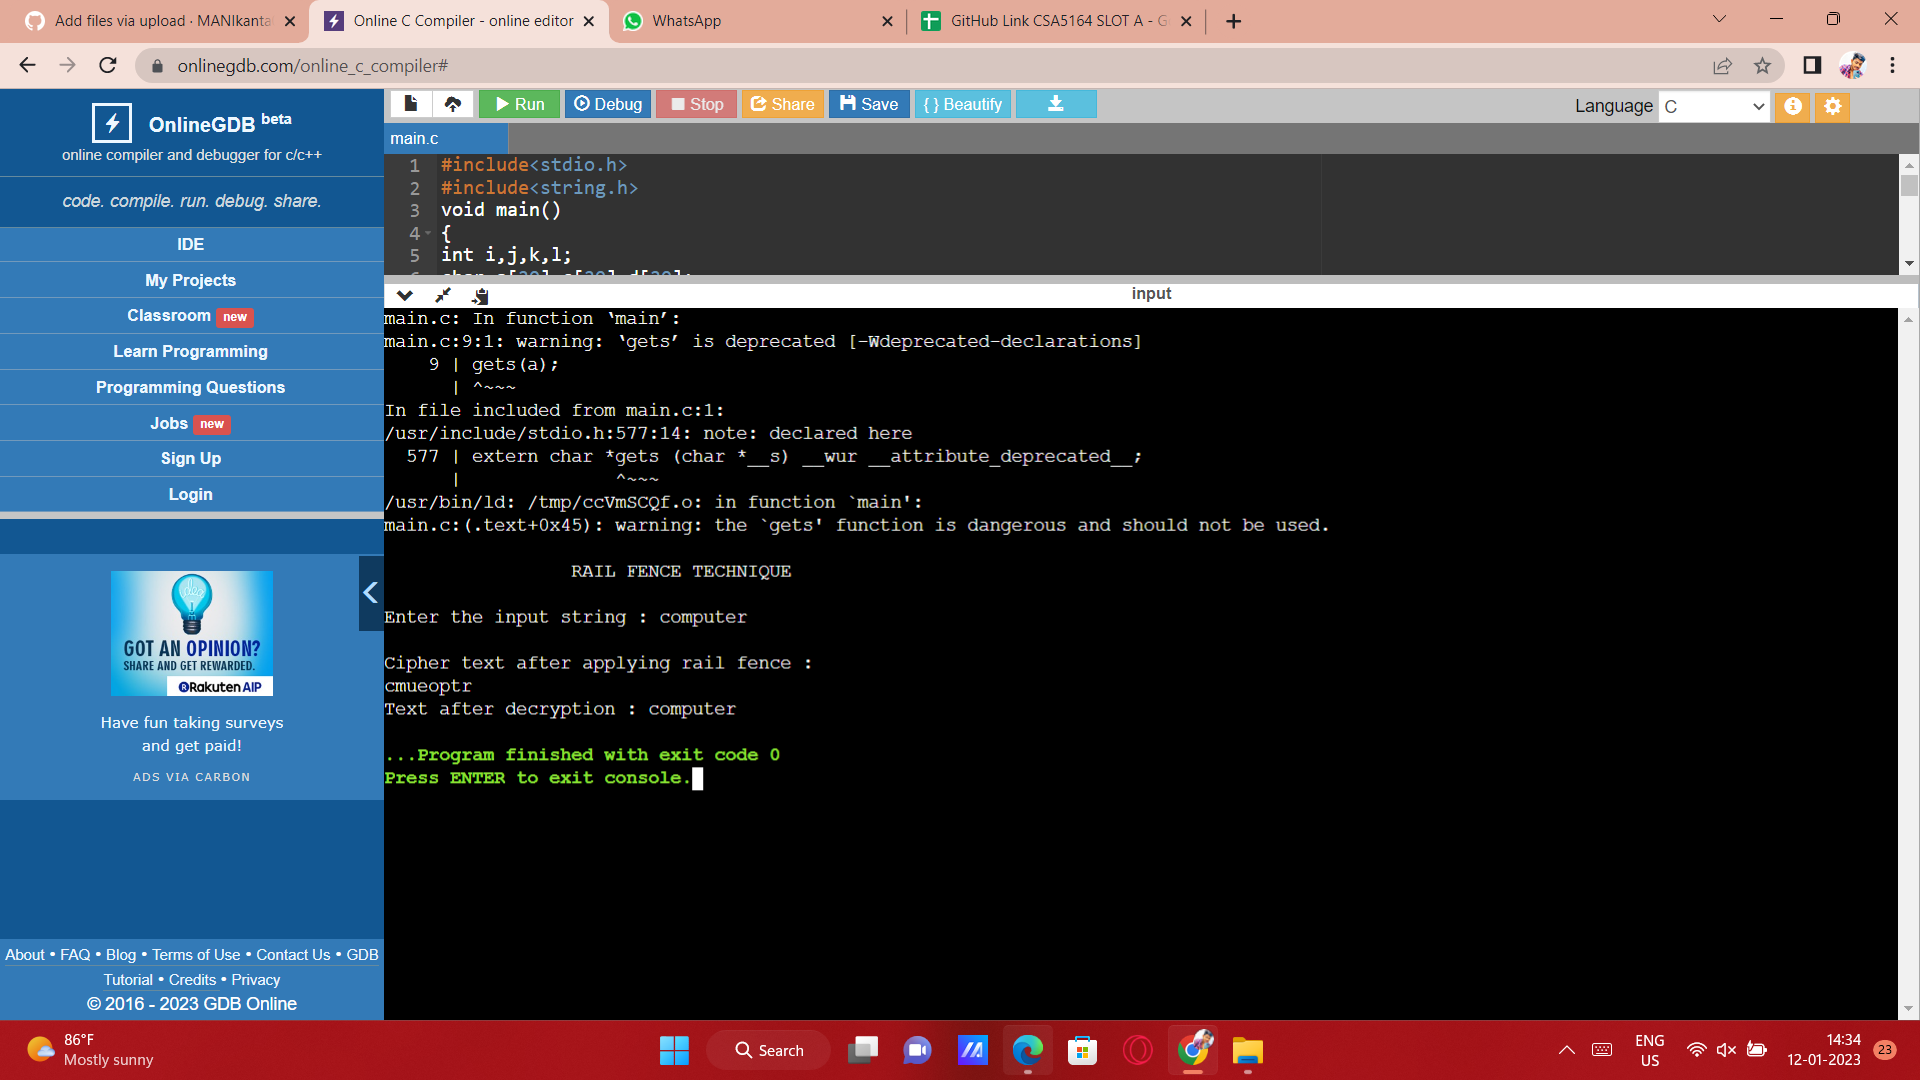 Add files via upload · MANIkanta
Online C Compiler - online editor
WhatsApp
GitHub Link CSA5164 SLOT A - G
onlinegdb.com/online_c_compiler#
OnlineGDB beta
online compiler and debugger for c/c++
code. compile. run. debug. share.
IDE
My Projects
Classroom new
Learn Programming
Programming Questions
Jobs new
Sign Up
Login
GOT AN OPINION?
SHARE AND GET REWARDED.
Rakuten AIP
Have fun taking surveys
and get paid!
ADS VIA CARBON
About • FAQ • Blog • Terms of Use • Contact Us • GDB
Tutorial • Credits • Privacy
© 2016 - 2023 GDB Online
Run Debug Stop Share Save { } Beautify
Language C
main.c
1 #include<stdio.h>
2 #include<string.h>
3 void main()
4 {
5 int i,j,k,l;
input
main.c: In function ‘main’:
main.c:9:1: warning: ‘gets’ is deprecated [-Wdeprecated-declarations]
9 | gets(a);
| ^~~~
In file included from main.c:1:
/usr/include/stdio.h:577:14: note: declared here
577 | extern char *gets (char *__s) __wur __attribute_deprecated__;
| ^~~~
/usr/bin/ld: /tmp/ccVmSCQf.o: in function `main':
main.c:(.text+0x45): warning: the `gets' function is dangerous and should not be used.
RAIL FENCE TECHNIQUE
Enter the input string : computer
Cipher text after applying rail fence :
cmueoptr
Text after decryption : computer
...Program finished with exit code 0
Press ENTER to exit console.
86°F
Mostly sunny
Search
ENG
US
14:34
12-01-2023
23